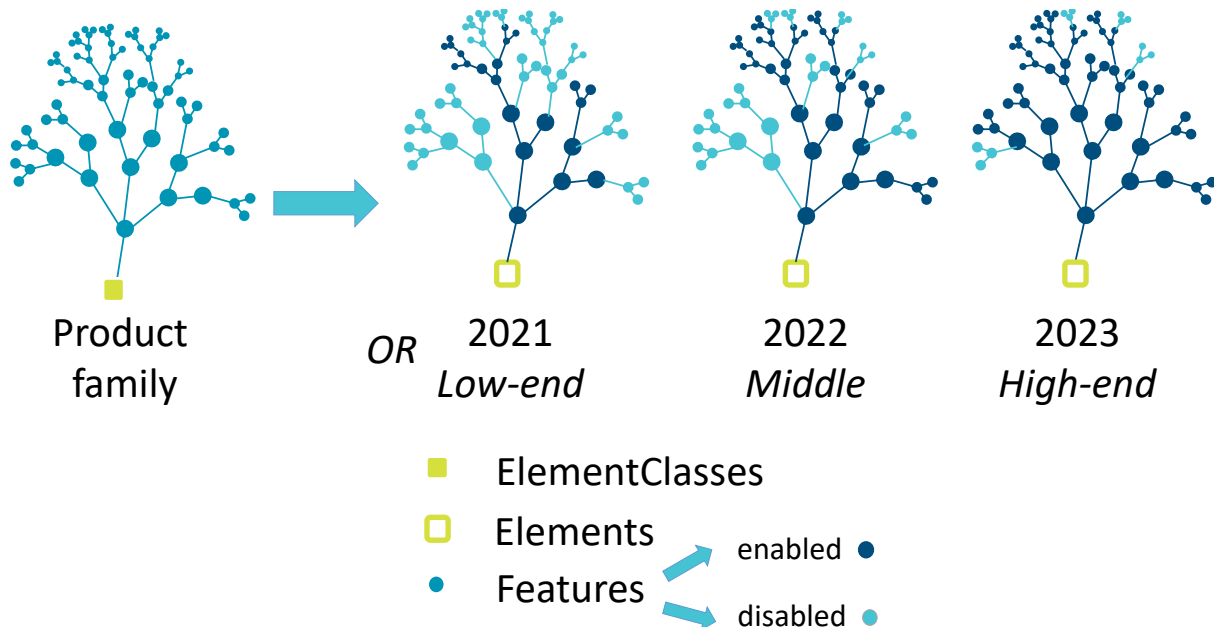 Product
family
OR
2021
Low-end
2022
Middle
2023
High-end
ElementClasses
Elements
Features
enabled
disabled